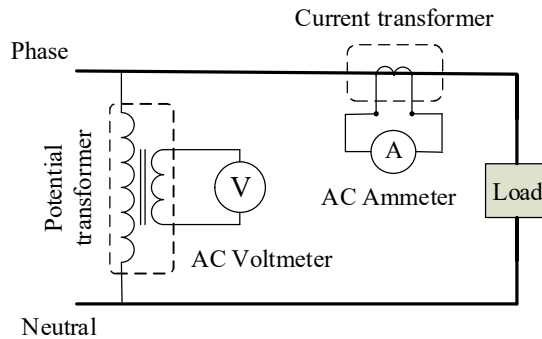 Current transformer
Phase
A
Potential
transformer
V
AC Ammeter
Load
AC Voltmeter
Neutral